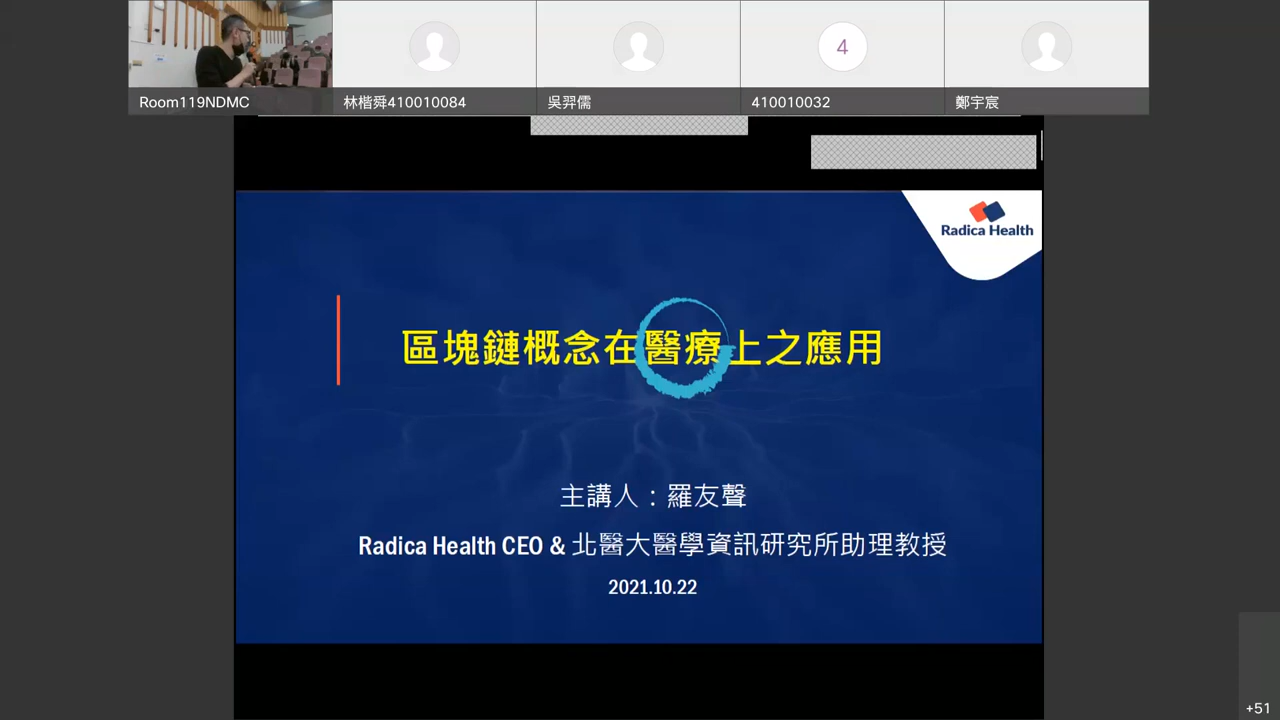 Room119NDMC
林楷舜410010084
吳羿儒
4
410010032
鄭宇宸
Radica Health
區塊鏈概念在醫療上之應用
主講人：羅友聲
Radica Health CEO & 北醫大醫學資訊研究所助理教授
2021.10.22
+51